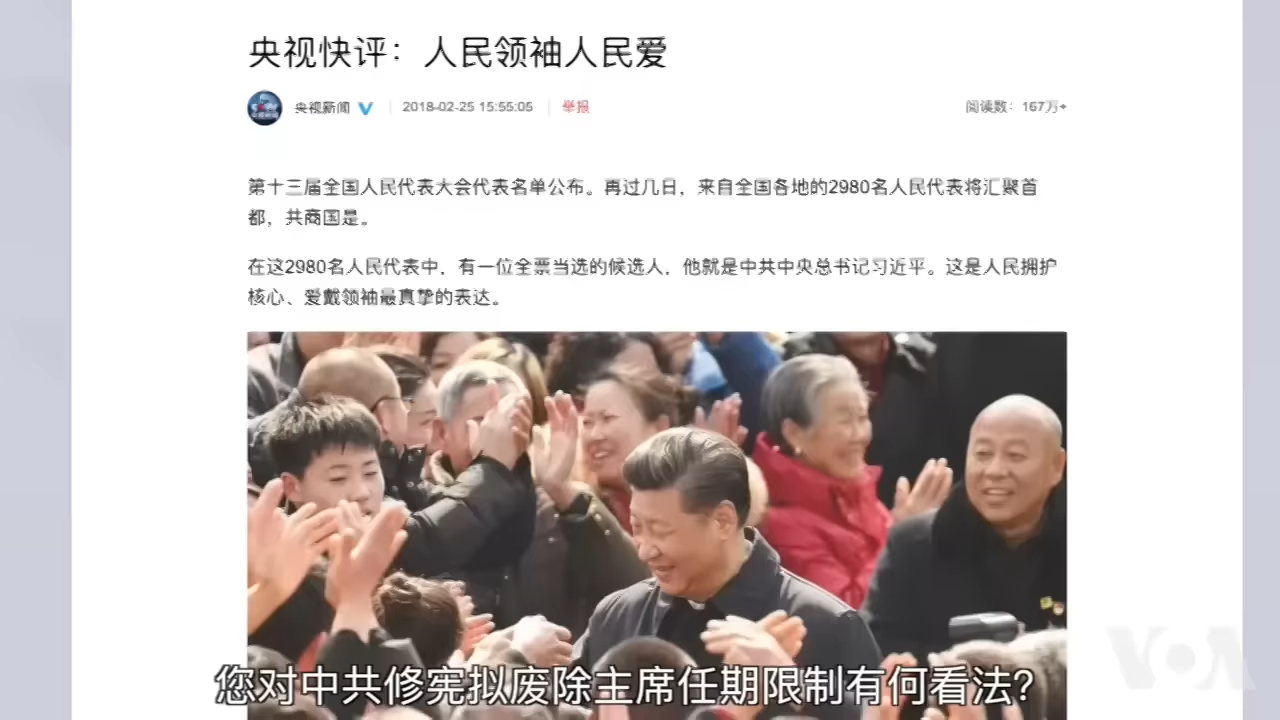 央视快评：人民领袖人民爱
央视新闻 2018-02-25 15:55:05 举报 阅读数：167万+
第十三届全国人民代表大会代表名单公布。再过几日，来自全国各地的2980名人民代表将汇聚首
都，共商国是。
在这2980名人民代表中，有一位全票当选的候选人，他就是中共中央总书记习近平。这是人民拥护
核心、爱戴领袖最真挚的表达。
您对中共修宪拟废除主席任期限制有何看法？
VOA